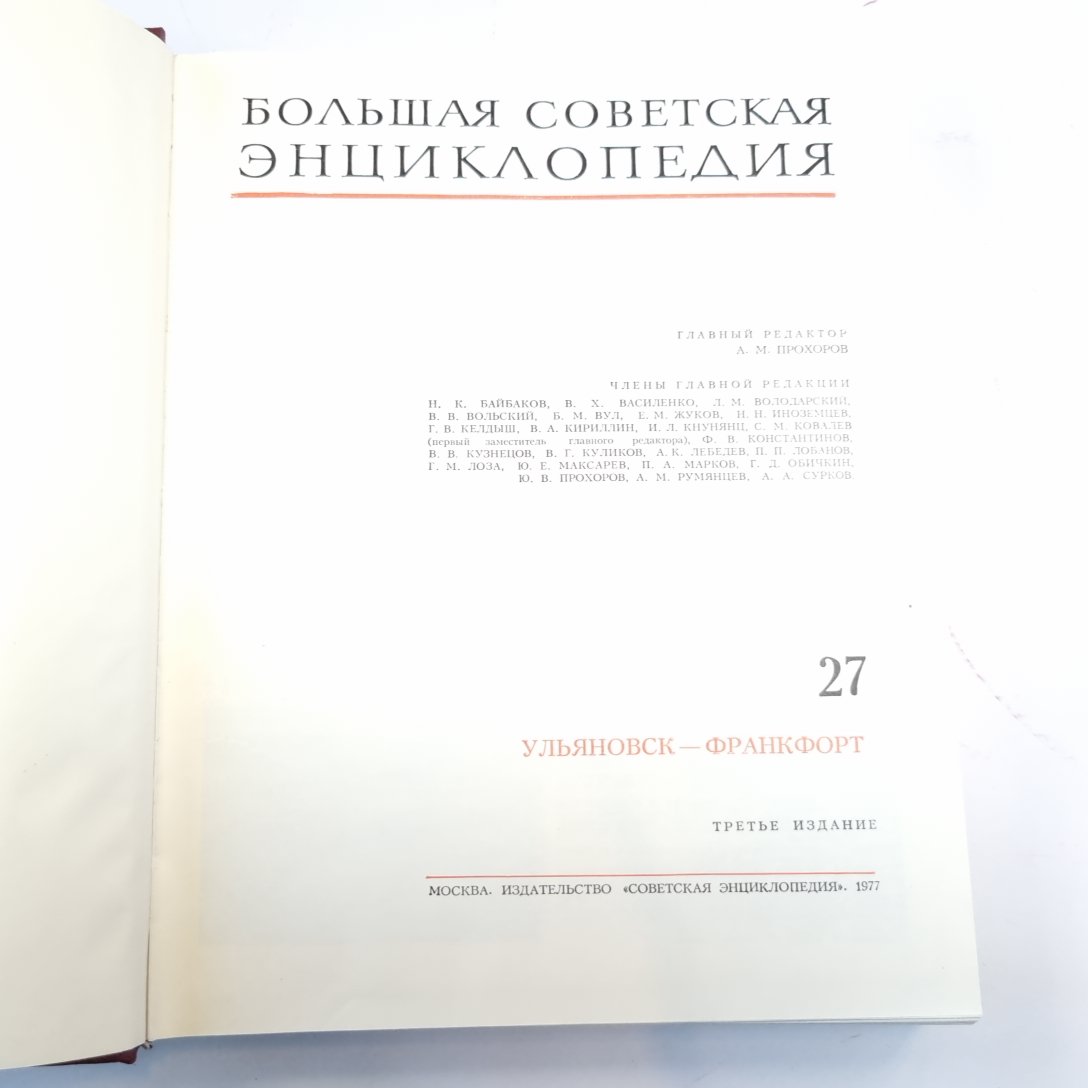 БОЛЬШАЯ СОВЕТСКАЯ
ЭНЦИКЛОПЕДИЯ
ГЛАВНЫЙ РЕДАКТОР
А. М. ПРОХОРОВ
ЧЛЕНЫ ГЛАВНОЙ РЕДАКЦИИ
Н. К. БАЙБАКОВ, В. Х. ВАСИЛЕНКО, Л. М. ВОЛОДАРСКИЙ,
В. В. ВОЛЬСКИЙ, Б. М. ВУЛ, Е. М. ЖУКОВ, Н. Н. ИНОЗЕМЦЕВ,
Г. В. КЕЛДЫШ, В. А. КИРИЛЛИН, И. Л. КНУНЯНЦ, С. М. КОВАЛЕВ
(первый заместитель главного редактора), Ф. В. КОНСТАНТИНОВ,
В. В. КУЗНЕЦОВ, В. Г. КУЛИКОВ, А. К. ЛЕБЕДЕВ, П. П. ЛОБАНОВ,
Г. М. ЛОЗА, Ю. Е. МАКСАРЕВ, П. А. МАРКОВ, Г. Д. ОБИЧКИН,
Ю. В. ПРОХОРОВ, А. М. РУМЯНЦЕВ, А. А. СУРКОВ
27
УЛЬЯНОВСК — ФРАНКФОРТ
ТРЕТЬЕ ИЗДАНИЕ
МОСКВА. ИЗДАТЕЛЬСТВО «СОВЕТСКАЯ ЭНЦИКЛОПЕДИЯ». 1977